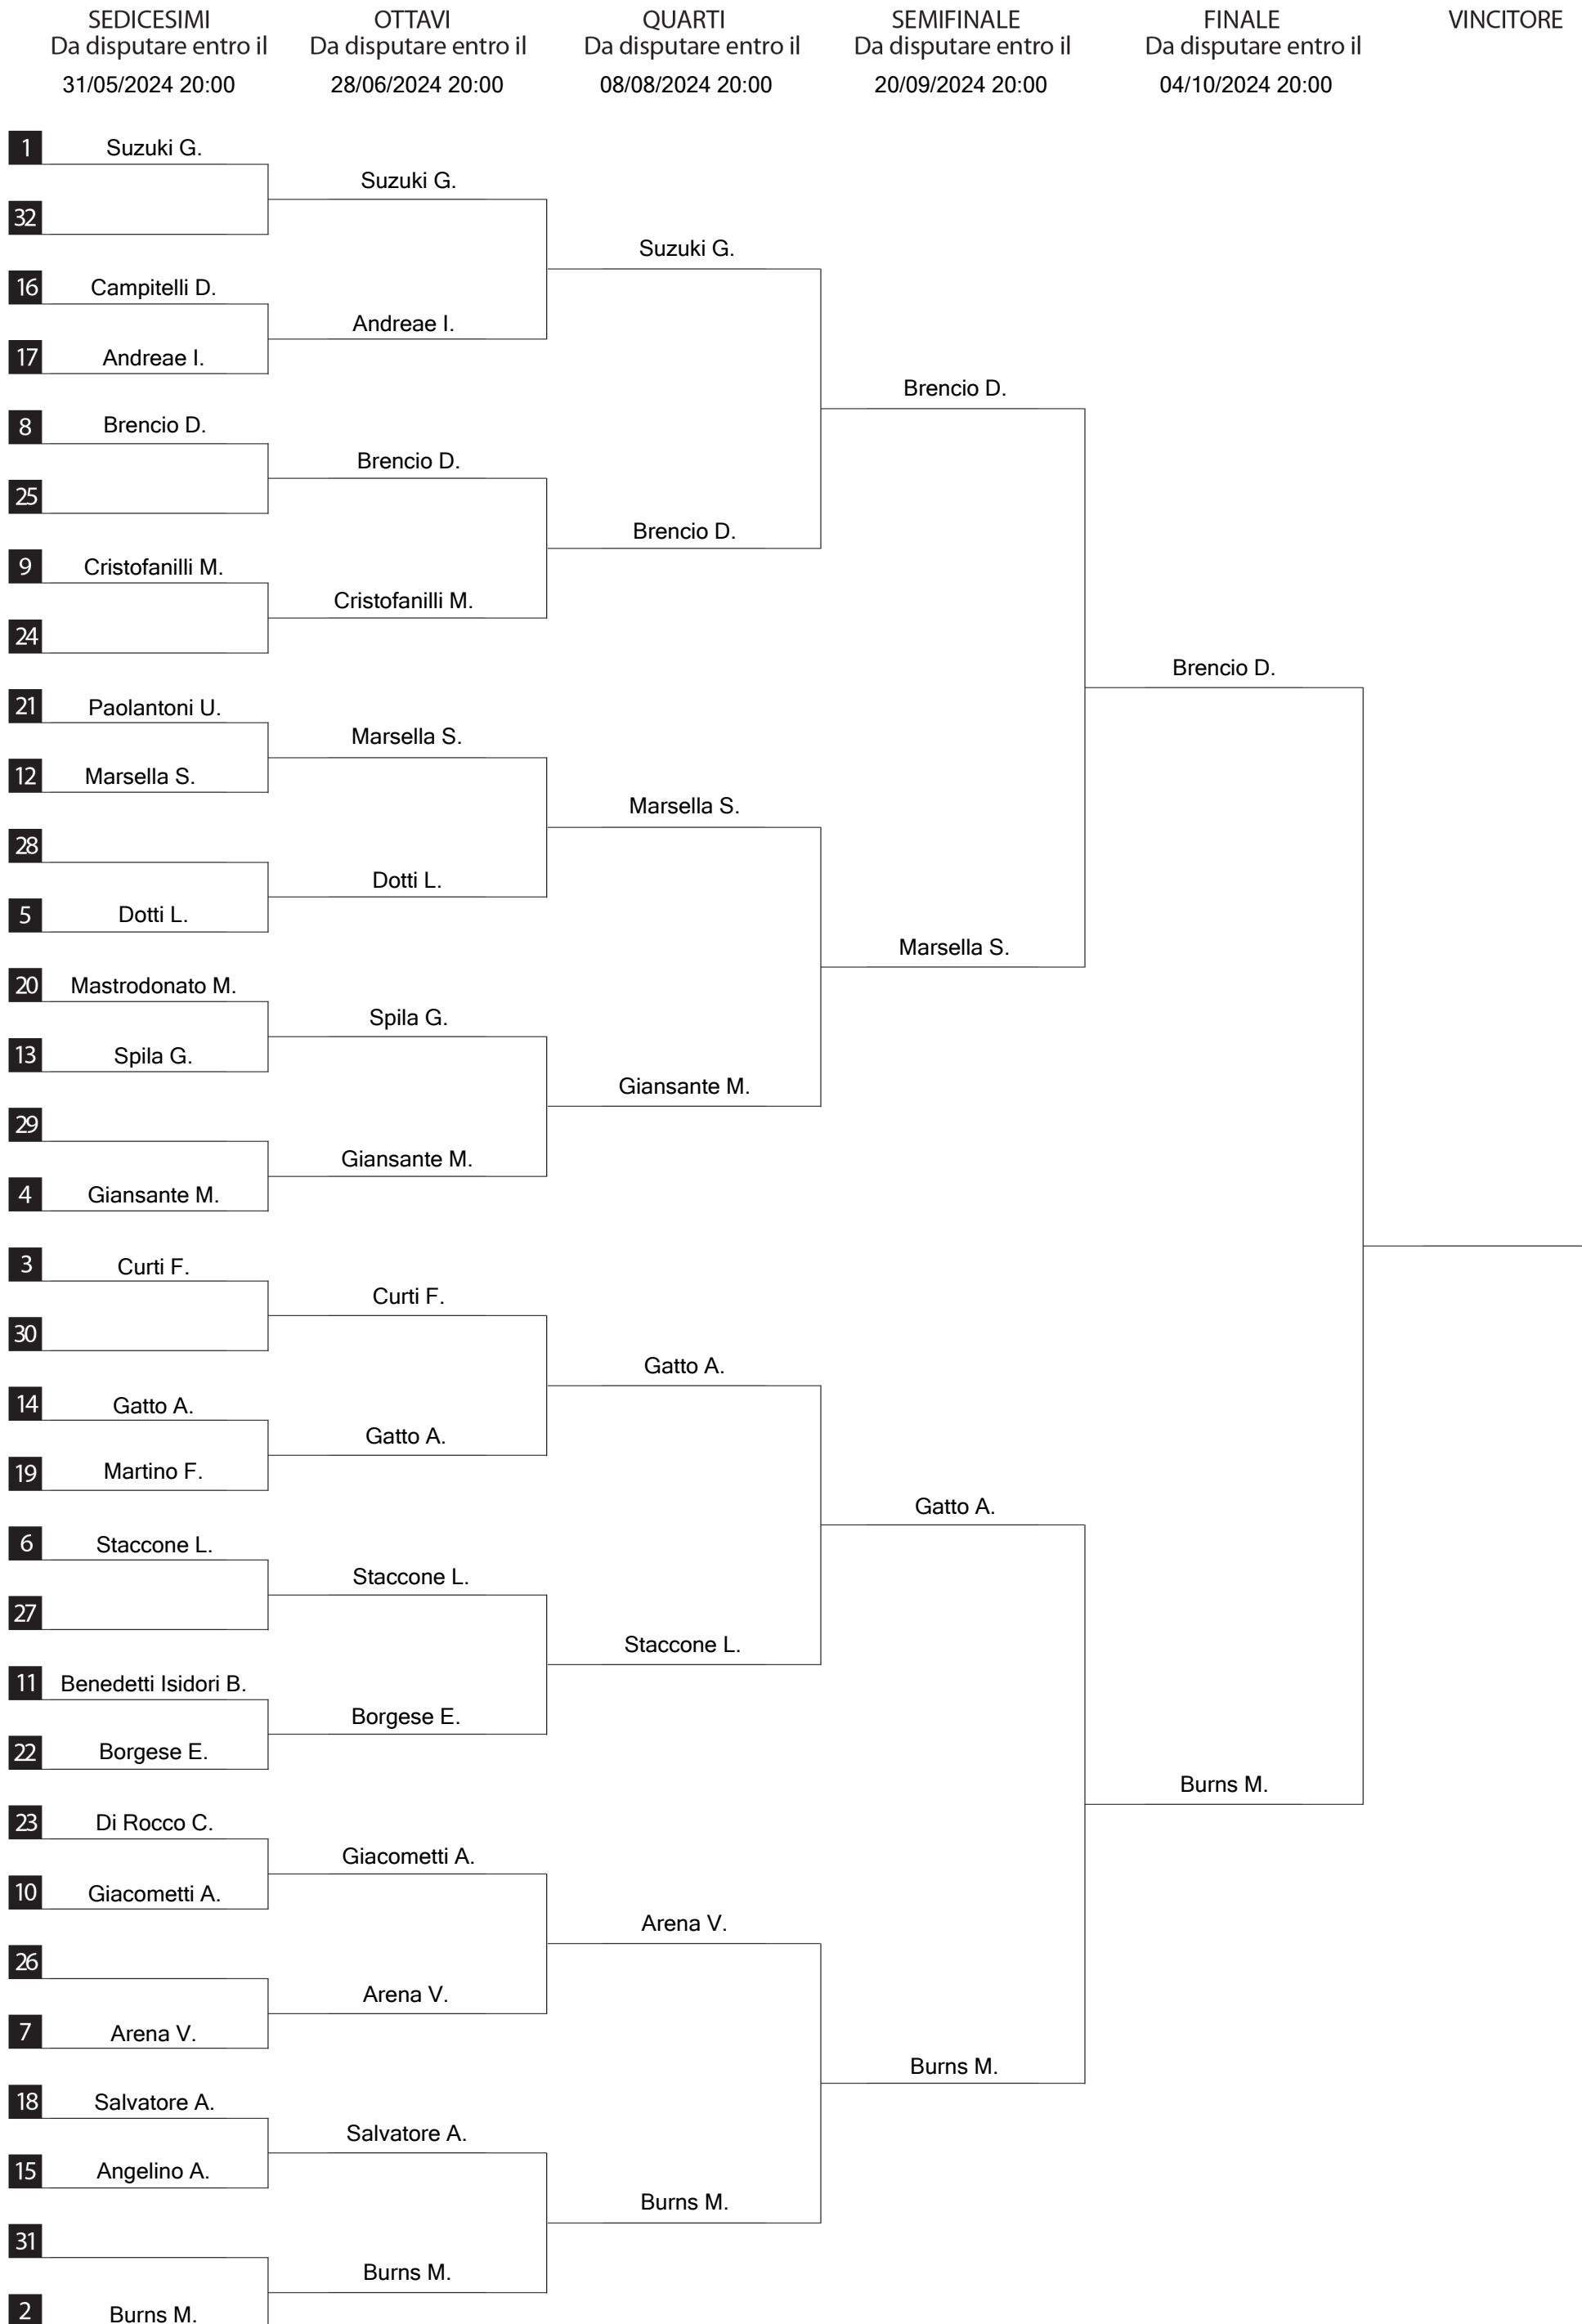 SEDICESIMI
Da disputare entro il
31/05/2024 20:00
OTTAVI
Da disputare entro il
28/06/2024 20:00
QUARTI
Da disputare entro il
08/08/2024 20:00
SEMIFINALE
Da disputare entro il
20/09/2024 20:00
FINALE
Da disputare entro il
04/10/2024 20:00
VINCITORE
1 Suzuki G.
32
16 Campitelli D.
17 Andreae I.
8 Brencio D.
25
9 Cristofanilli M.
24
21 Paolantoni U.
12 Marsella S.
28
5 Dotti L.
20 Mastrodonato M.
13 Spila G.
29
4 Giansante M.
3 Curti F.
30
14 Gatto A.
19 Martino F.
6 Staccone L.
27
11 Benedetti Isidori B.
22 Borgese E.
23 Di Rocco C.
10 Giacometti A.
26
7 Arena V.
18 Salvatore A.
15 Angelino A.
31
2 Burns M.
Suzuki G.
Andreae I.
Brencio D.
Cristofanilli M.
Marsella S.
Dotti L.
Spila G.
Giansante M.
Curti F.
Gatto A.
Staccone L.
Borgese E.
Giacometti A.
Arena V.
Salvatore A.
Burns M.
Suzuki G.
Brencio D.
Marsella S.
Giansante M.
Gatto A.
Staccone L.
Arena V.
Burns M.
Brencio D.
Marsella S.
Gatto A.
Burns M.
Brencio D.
Burns M.